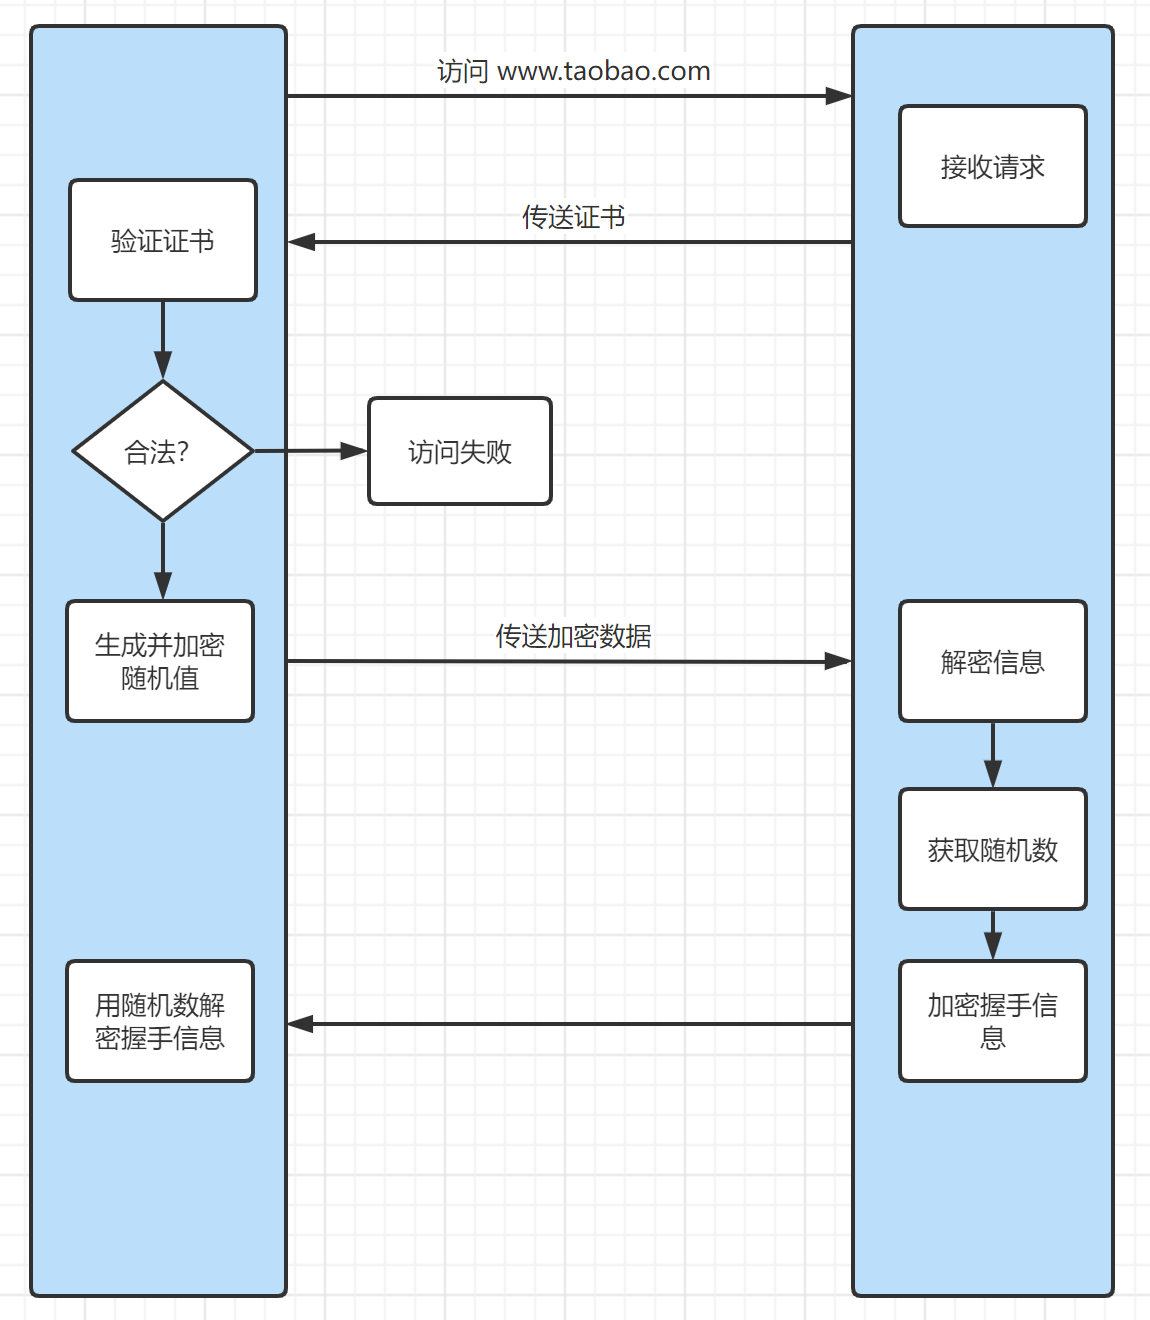 访问 www.taobao.com
接收请求
传送证书
验证证书
合法?
访问失败
生成并加密
随机值
传送加密数据
解密信息
获取随机数
用随机数解
密握手信息
加密握手信
息